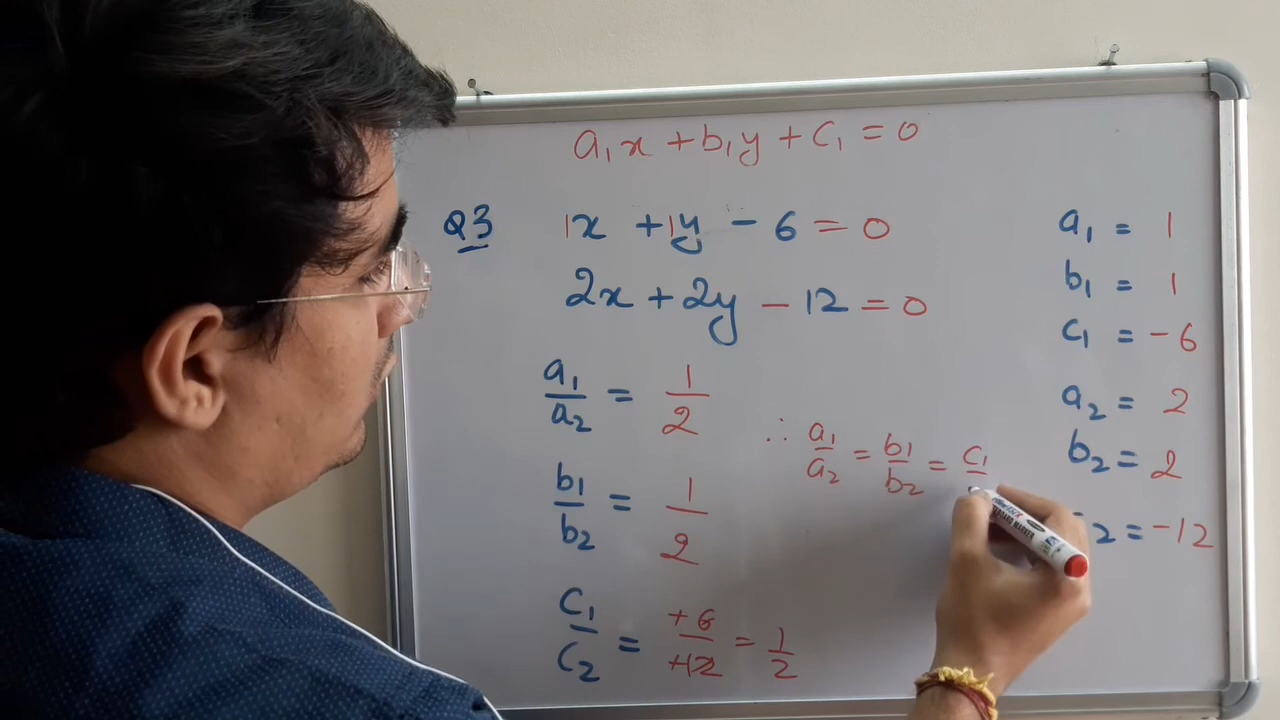 a₁x + b₁y + c₁ = 0
Q3 1x + 1y - 6 = 0
2x + 2y - 12 = 0
a₁/a₂ = 1/2
b₁/b₂ = 1/2
C₁/C₂ = +6/+12 = 1/2
∴ a₁/a₂ = b₁/b₂ = c₁/
a₁ = 1
b₁ = 1
c₁ = -6
a₂ = 2
b₂ = 2
2 = -12